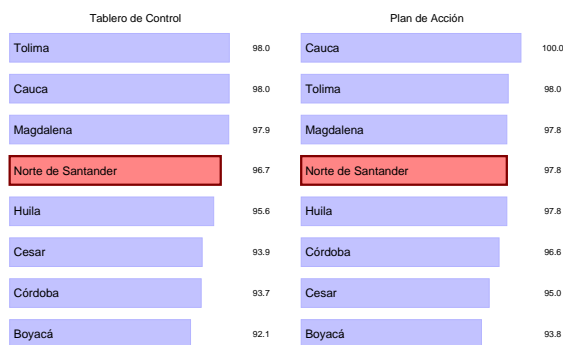 Tablero de Control
Tolima 98.0
Cauca 98.0
Magdalena 97.9
Norte de Santander 96.7
Huila 95.6
Cesar 93.9
Córdoba 93.7
Boyacá 92.1
Plan de Acción
Cauca 100.0
Tolima 98.0
Magdalena 97.8
Norte de Santander 97.8
Huila 97.8
Córdoba 96.6
Cesar 95.0
Boyacá 93.8